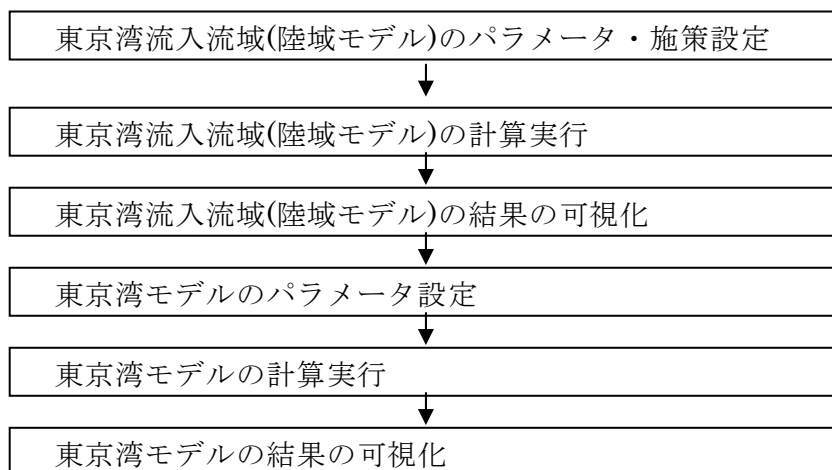 東京湾流入流域(陸域モデル)のパラメータ・施策設定
東京湾流入流域(陸域モデル)の計算実行
東京湾流入流域(陸域モデル)の結果の可視化
東京湾モデルのパラメータ設定
東京湾モデルの計算実行
東京湾モデルの結果の可視化